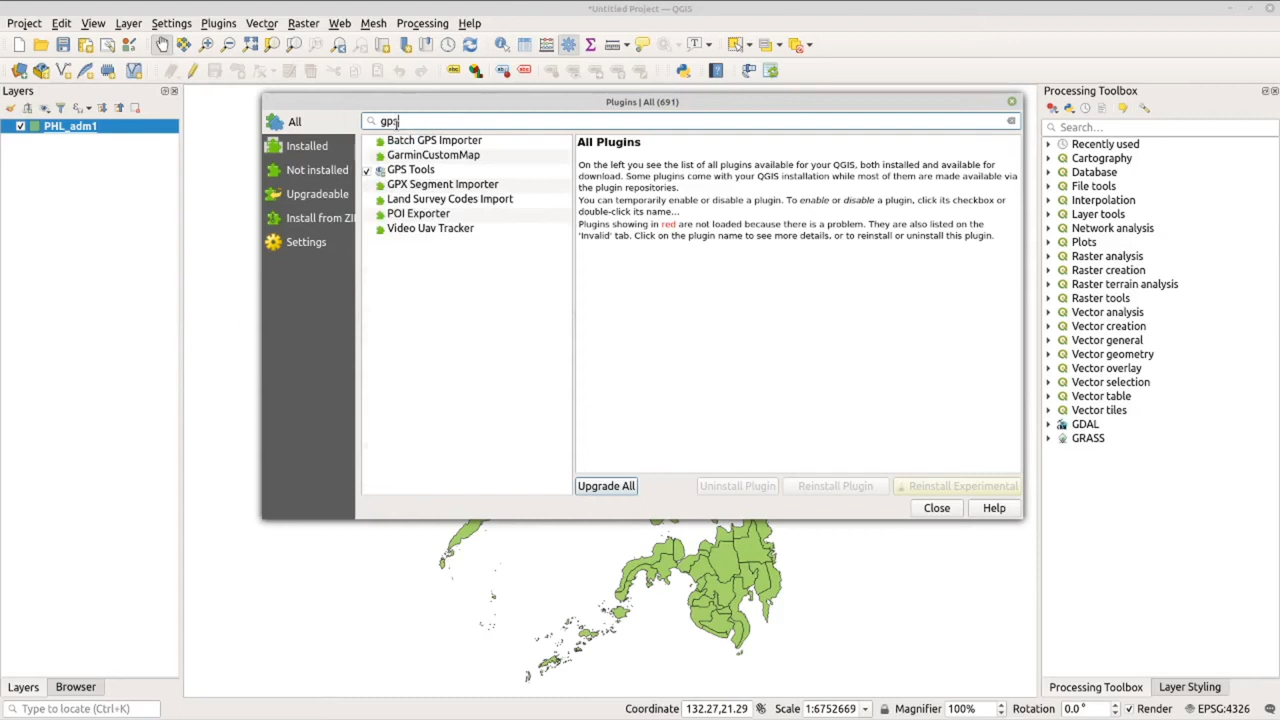 *Untitled Project — QGIS
Project Edit View Layer Settings Plugins Vector Raster Web Mesh Processing Help
Layers
PHL_adm1
Plugins | All (691)
All
gps
Installed
Not installed
Upgradeable
Install from ZI
Settings
Batch GPS Importer
GarminCustomMap
GPS Tools
GPX Segment Importer
Land Survey Codes Import
POI Exporter
Video Uav Tracker
All Plugins
On the left you see the list of all plugins available for your QGIS, both installed and available for
download. Some plugins come with your QGIS installation while most of them are made available via
the plugin repositories.
You can temporarily enable or disable a plugin. To enable or disable a plugin, click its checkbox or
double-click its name...
Plugins showing in red are not loaded because there is a problem. They are also listed on the
'Invalid' tab. Click on the plugin name to see more details, or to reinstall or uninstall this plugin.
Upgrade All Uninstall Plugin Reinstall Plugin Reinstall Experimental
Close Help
Processing Toolbox
Search...
Recently used
Cartography
Database
File tools
Interpolation
Layer tools
Network analysis
Plots
Raster analysis
Raster creation
Raster terrain analysis
Raster tools
Vector analysis
Vector creation
Vector general
Vector geometry
Vector overlay
Vector selection
Vector table
Vector tiles
GDAL
GRASS
Layers Browser
Processing Toolbox Layer Styling
Type to locate (Ctrl+K)
Coordinate 132.27,21.29 Scale 1:6752669 Magnifier 100% Rotation 0.0° Render EPSG:4326